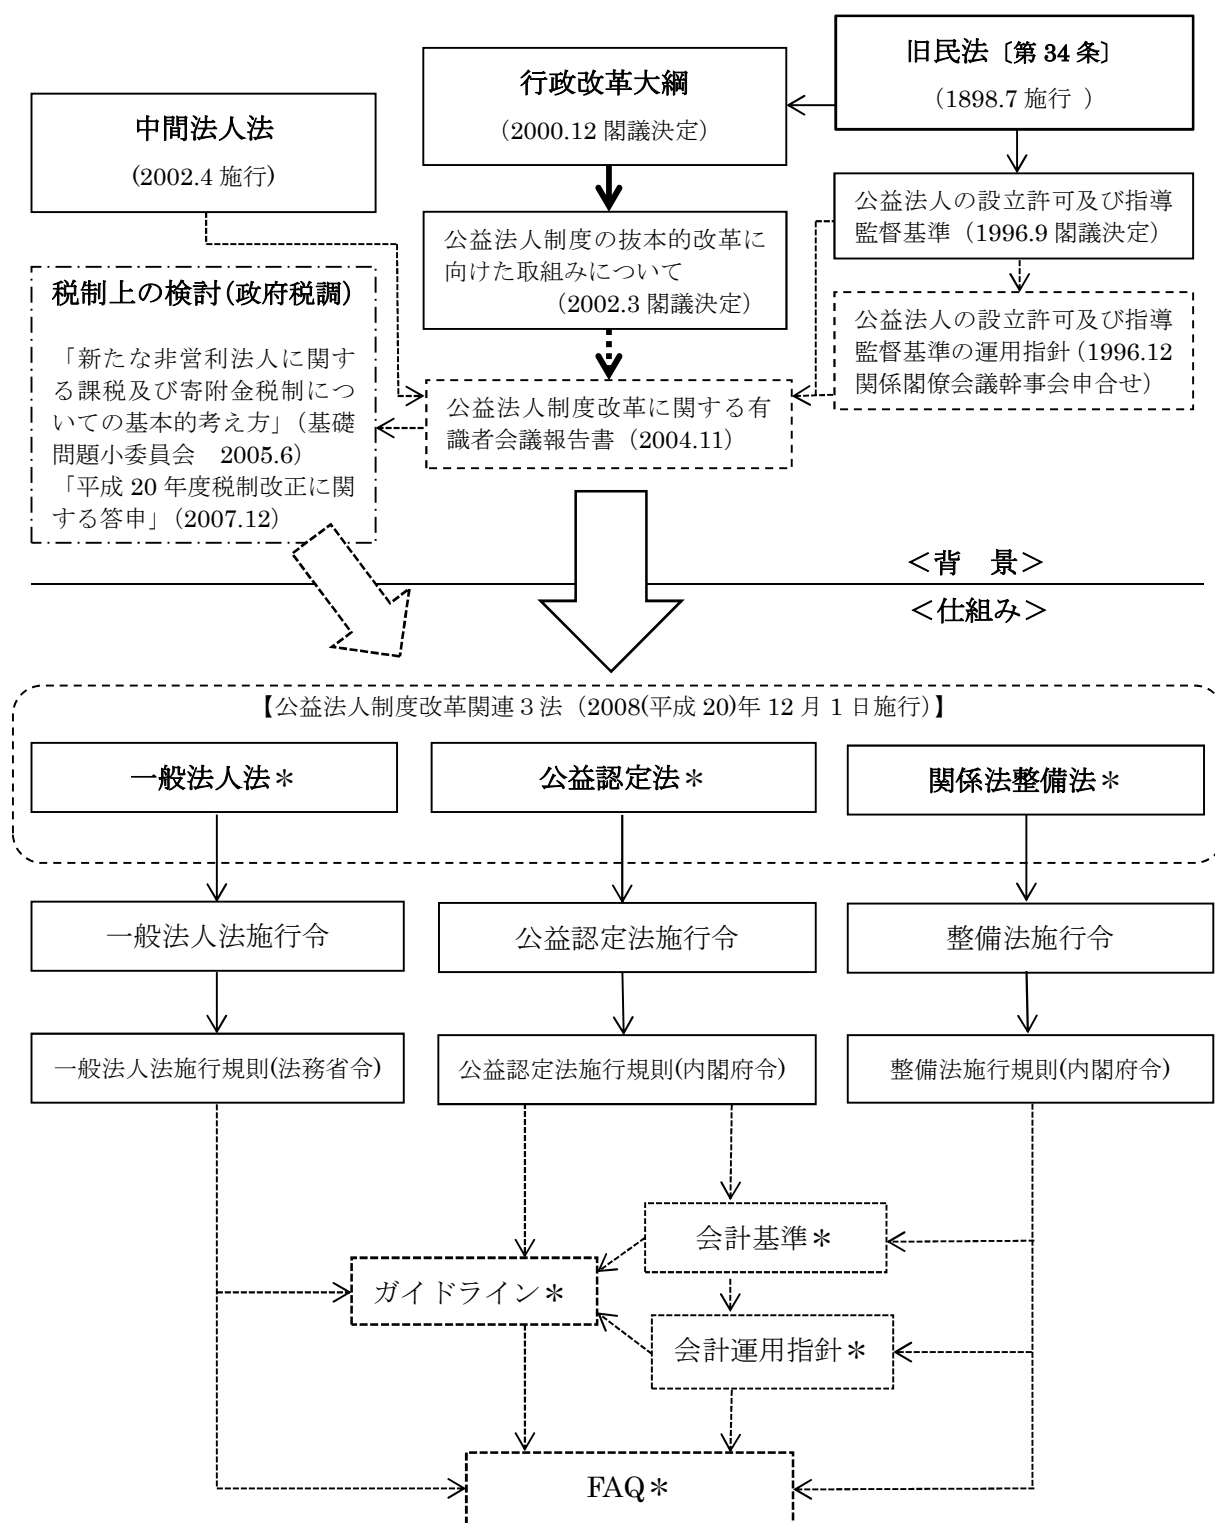 旧民法〔第 34 条〕
（1898.7 施行 ）
行政改革大綱
（2000.12 閣議決定）
中間法人法
(2002.4 施行)
公益法人の設立許可及び指導
監督基準（1996.9 閣議決定）
公益法人制度の抜本的改革に
向けた取組みについて
（2002.3 閣議決定）
税制上の検討(政府税調)
「新たな非営利法人に関す
る課税及び寄附金税制につ
いての基本的考え方」（基礎
問題小委員会　2005.6）
「平成 20 年度税制改正に関
する答申」（2007.12）
公益法人の設立許可及び指導
監督基準の運用指針（1996.12
関係閣僚会議幹事会申合せ）
公益法人制度改革に関する有
識者会議報告書（2004.11）
＜背　景＞
＜仕組み＞
【公益法人制度改革関連３法（2008(平成 20)年 12 月 1 日施行）】
一般法人法＊
公益認定法＊
関係法整備法＊
一般法人法施行令
公益認定法施行令
整備法施行令
一般法人法施行規則(法務省令)
公益認定法施行規則(内閣府令)
整備法施行規則(内閣府令)
会計基準＊
ガイドライン＊
会計運用指針＊
FAQ＊